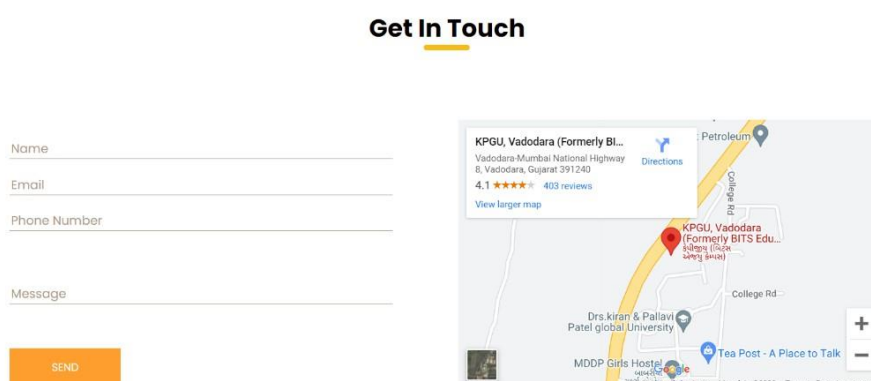 Get In Touch
Name
Email
Phone Number
Message
SEND
KPGU, Vadodara (Formerly BI...
Vadodara-Mumbai National Highway
8, Vadodara, Gujarat 391240
4.1
403 reviews
View larger map
Directions
Petroleum
College Rd
KPGU, Vadodara
(Formerly BITS Edu...
College Rd
Drs.kiran & Pallavi
Patel global University
Tea Post - A Place to Talk
MDDP Girls Hostel
Google
+
−